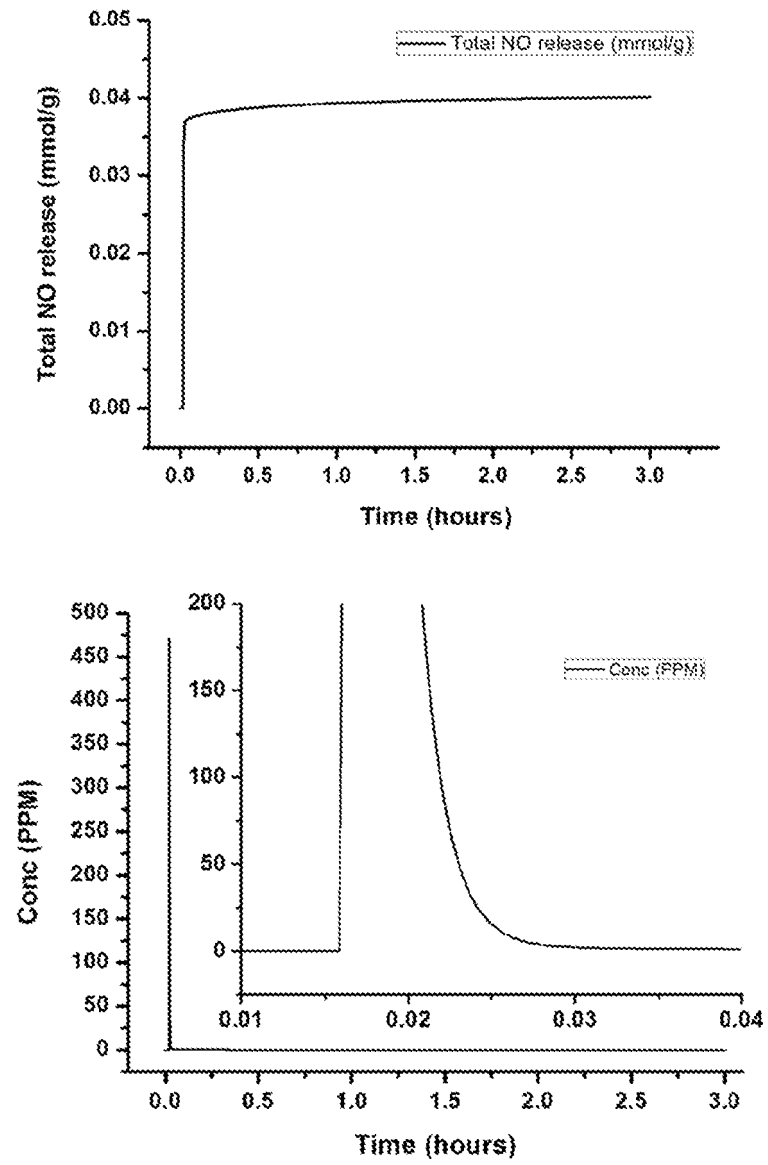 0.05
Total NO release (mmol/g)
0.04
0.03
0.02
0.01
0.00
Total NO release (mmol/g)
0.0 0.5 1.0 1.5 2.0 2.5 3.0
Time (hours)
500
450
400
350
300
250
200
150
100
50
0
Conc (PPM)
200
150
100
50
0
Conc (PPM)
0.01 0.02 0.03 0.04
0.0 0.5 1.0 1.5 2.0 2.5 3.0
Time (hours)